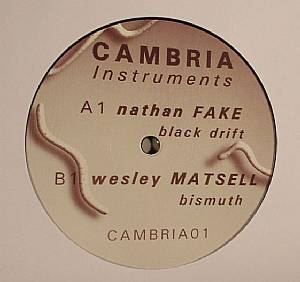 CAMBRIA
Instruments
A1 nathan FAKE
black drift
B1 wesley MATSELL
bismuth
CAMBRIA01